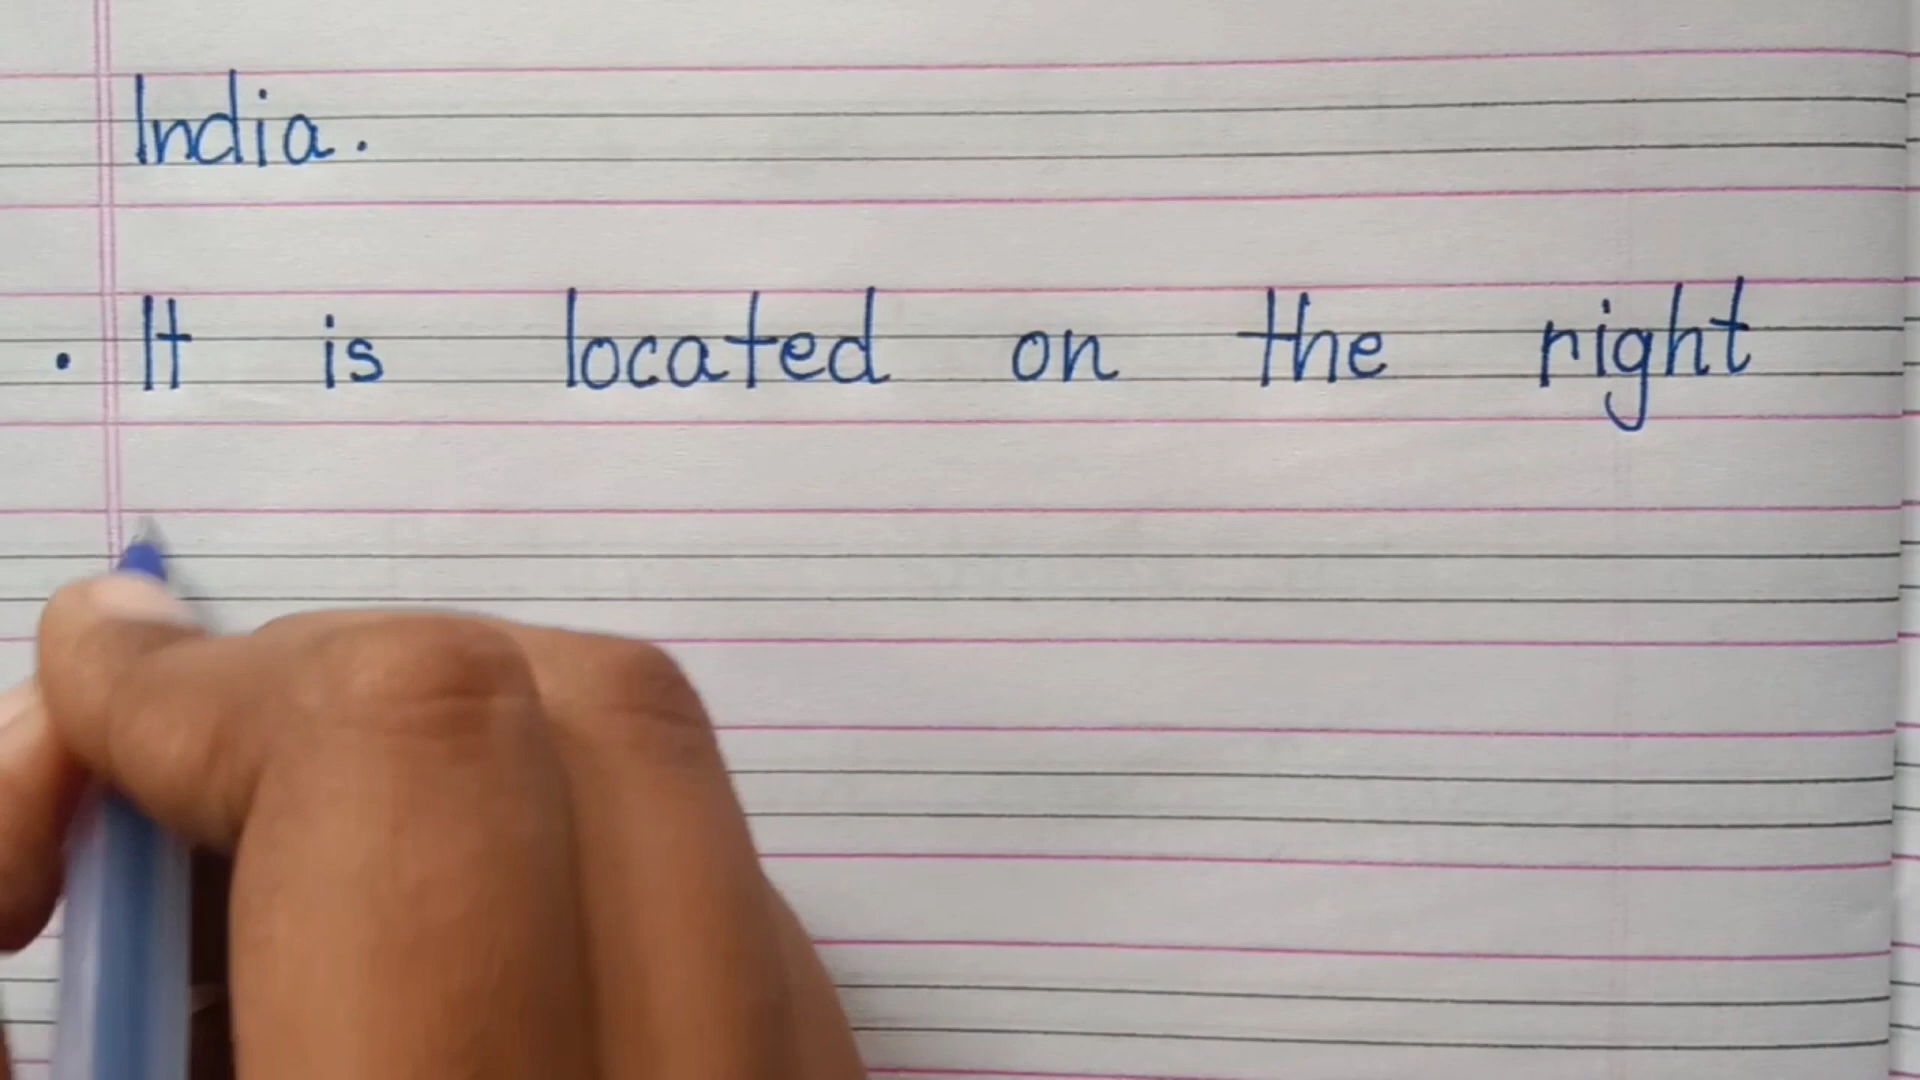 India.
• It is located on the right